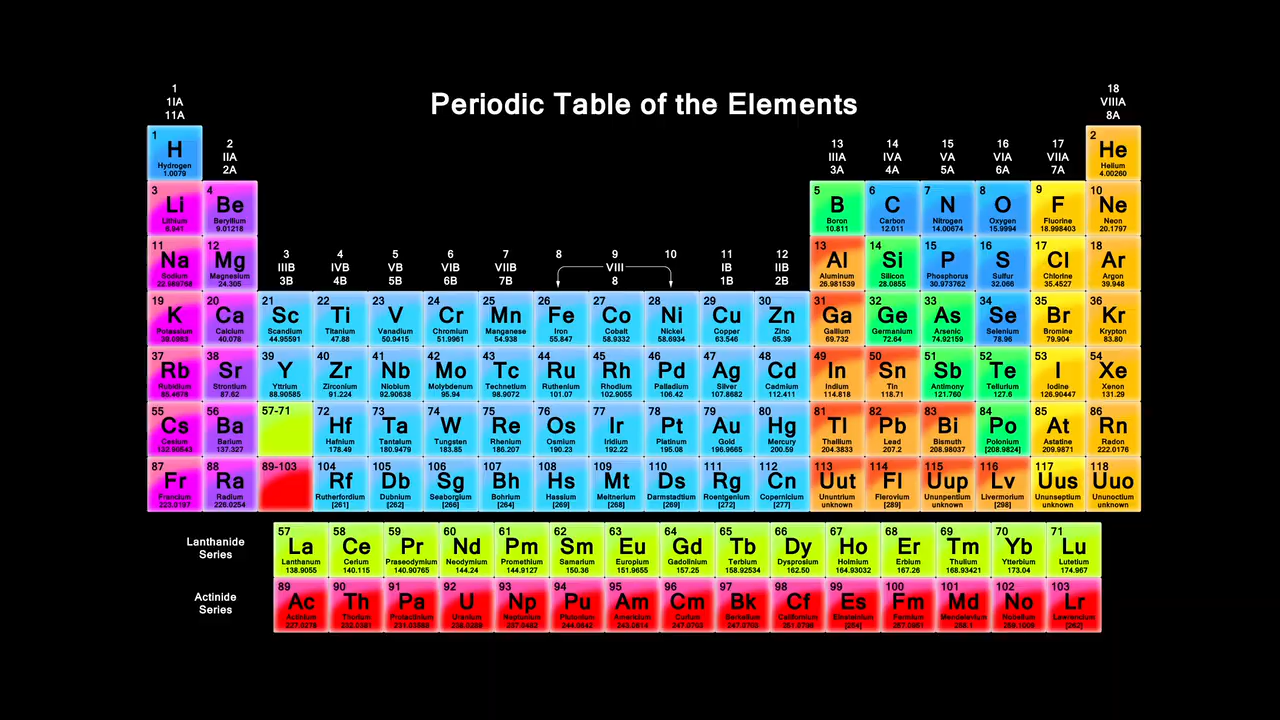 Periodic Table of the Elements
1
1IA
11A
18
VIIIA
8A
2
IIA
2A
13
IIIA
3A
14
IVA
4A
15
VA
5A
16
VIA
6A
17
VIIA
7A
3
IIIB
3B
4
IVB
4B
5
VB
5B
6
VIB
6B
7
VIIB
7B
8
9
10
VIII
8
11
IB
1B
12
IIB
2B
1
H
Hydrogen
1.0079
2
He
Helium
4.00260
3
Li
Lithium
6.941
4
Be
Beryllium
9.01218
5
B
Boron
10.811
6
C
Carbon
12.011
7
N
Nitrogen
14.00674
8
O
Oxygen
15.9994
9
F
Fluorine
18.998403
10
Ne
Neon
20.1797
11
Na
Sodium
22.989768
12
Mg
Magnesium
24.305
13
Al
Aluminum
26.981539
14
Si
Silicon
28.0855
15
P
Phosphorus
30.973762
16
S
Sulfur
32.066
17
Cl
Chlorine
35.4527
18
Ar
Argon
39.948
19
K
Potassium
39.0983
20
Ca
Calcium
40.078
21
Sc
Scandium
44.95591
22
Ti
Titanium
47.88
23
V
Vanadium
50.9415
24
Cr
Chromium
51.9961
25
Mn
Manganese
54.938
26
Fe
Iron
55.847
27
Co
Cobalt
58.9332
28
Ni
Nickel
58.6934
29
Cu
Copper
63.546
30
Zn
Zinc
65.39
31
Ga
Gallium
69.732
32
Ge
Germanium
72.64
33
As
Arsenic
74.92159
34
Se
Selenium
78.96
35
Br
Bromine
79.904
36
Kr
Krypton
83.80
37
Rb
Rubidium
85.4678
38
Sr
Strontium
87.62
39
Y
Yttrium
88.90585
40
Zr
Zirconium
91.224
41
Nb
Niobium
92.90638
42
Mo
Molybdenum
95.94
43
Tc
Technetium
98.9072
44
Ru
Ruthenium
101.07
45
Rh
Rhodium
102.9055
46
Pd
Palladium
106.42
47
Ag
Silver
107.8682
48
Cd
Cadmium
112.411
49
In
Indium
114.818
50
Sn
Tin
118.71
51
Sb
Antimony
121.760
52
Te
Tellurium
127.6
53
I
Iodine
126.90447
54
Xe
Xenon
131.29
55
Cs
Cesium
132.90543
56
Ba
Barium
137.327
57-71
72
Hf
Hafnium
178.49
73
Ta
Tantalum
180.9479
74
W
Tungsten
183.85
75
Re
Rhenium
186.207
76
Os
Osmium
190.23
77
Ir
Iridium
192.22
78
Pt
Platinum
195.08
79
Au
Gold
196.9665
80
Hg
Mercury
200.59
81
Tl
Thallium
204.3833
82
Pb
Lead
207.2
83
Bi
Bismuth
208.98037
84
Po
Polonium
[208.9824]
85
At
Astatine
209.9871
86
Rn
Radon
222.0176
87
Fr
Francium
223.0197
88
Ra
Radium
226.0254
89-103
104
Rf
Rutherfordium
[261]
105
Db
Dubnium
[262]
106
Sg
Seaborgium
[266]
107
Bh
Bohrium
[264]
108
Hs
Hassium
[269]
109
Mt
Meitnerium
[268]
110
Ds
Darmstadtium
[269]
111
Rg
Roentgenium
[272]
112
Cn
Copernicium
[277]
113
Uut
Ununtrium
unknown
114
Fl
Flerovium
[289]
115
Uup
Ununpentium
unknown
116
Lv
Livermorium
[298]
117
Uus
Ununseptium
unknown
118
Uuo
Ununoctium
unknown
Lanthanide
Series
57
La
Lanthanum
138.9055
58
Ce
Cerium
140.115
59
Pr
Praseodymium
140.90765
60
Nd
Neodymium
144.24
61
Pm
Promethium
144.9127
62
Sm
Samarium
150.36
63
Eu
Europium
151.9655
64
Gd
Gadolinium
157.25
65
Tb
Terbium
158.92534
66
Dy
Dysprosium
162.50
67
Ho
Holmium
164.93032
68
Er
Erbium
167.26
69
Tm
Thulium
168.93421
70
Yb
Ytterbium
173.04
71
Lu
Lutetium
174.967
Actinide
Series
89
Ac
Actinium
227.0278
90
Th
Thorium
232.0381
91
Pa
Protactinium
231.03588
92
U
Uranium
238.0289
93
Np
Neptunium
237.0482
94
Pu
Plutonium
244.0642
95
Am
Americium
243.0614
96
Cm
Curium
247.0703
97
Bk
Berkelium
247.0703
98
Cf
Californium
251.0796
99
Es
Einsteinium
[254]
100
Fm
Fermium
257.0951
101
Md
Mendelevium
258.1
102
No
Nobelium
259.1009
103
Lr
Lawrencium
[262]